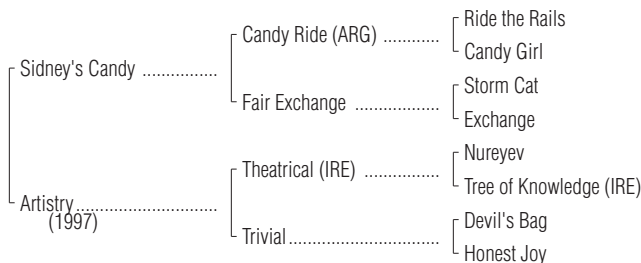 Ride the Rails
Candy Ride (ARG) ............
Candy Girl
Sidney's Candy ................
Storm Cat
Fair Exchange ..................
Exchange
Nureyev
Theatrical (IRE) ................
Tree of Knowledge (IRE)
Artistry..............................
(1997)
Devil's Bag
Trivial................................
Honest Joy